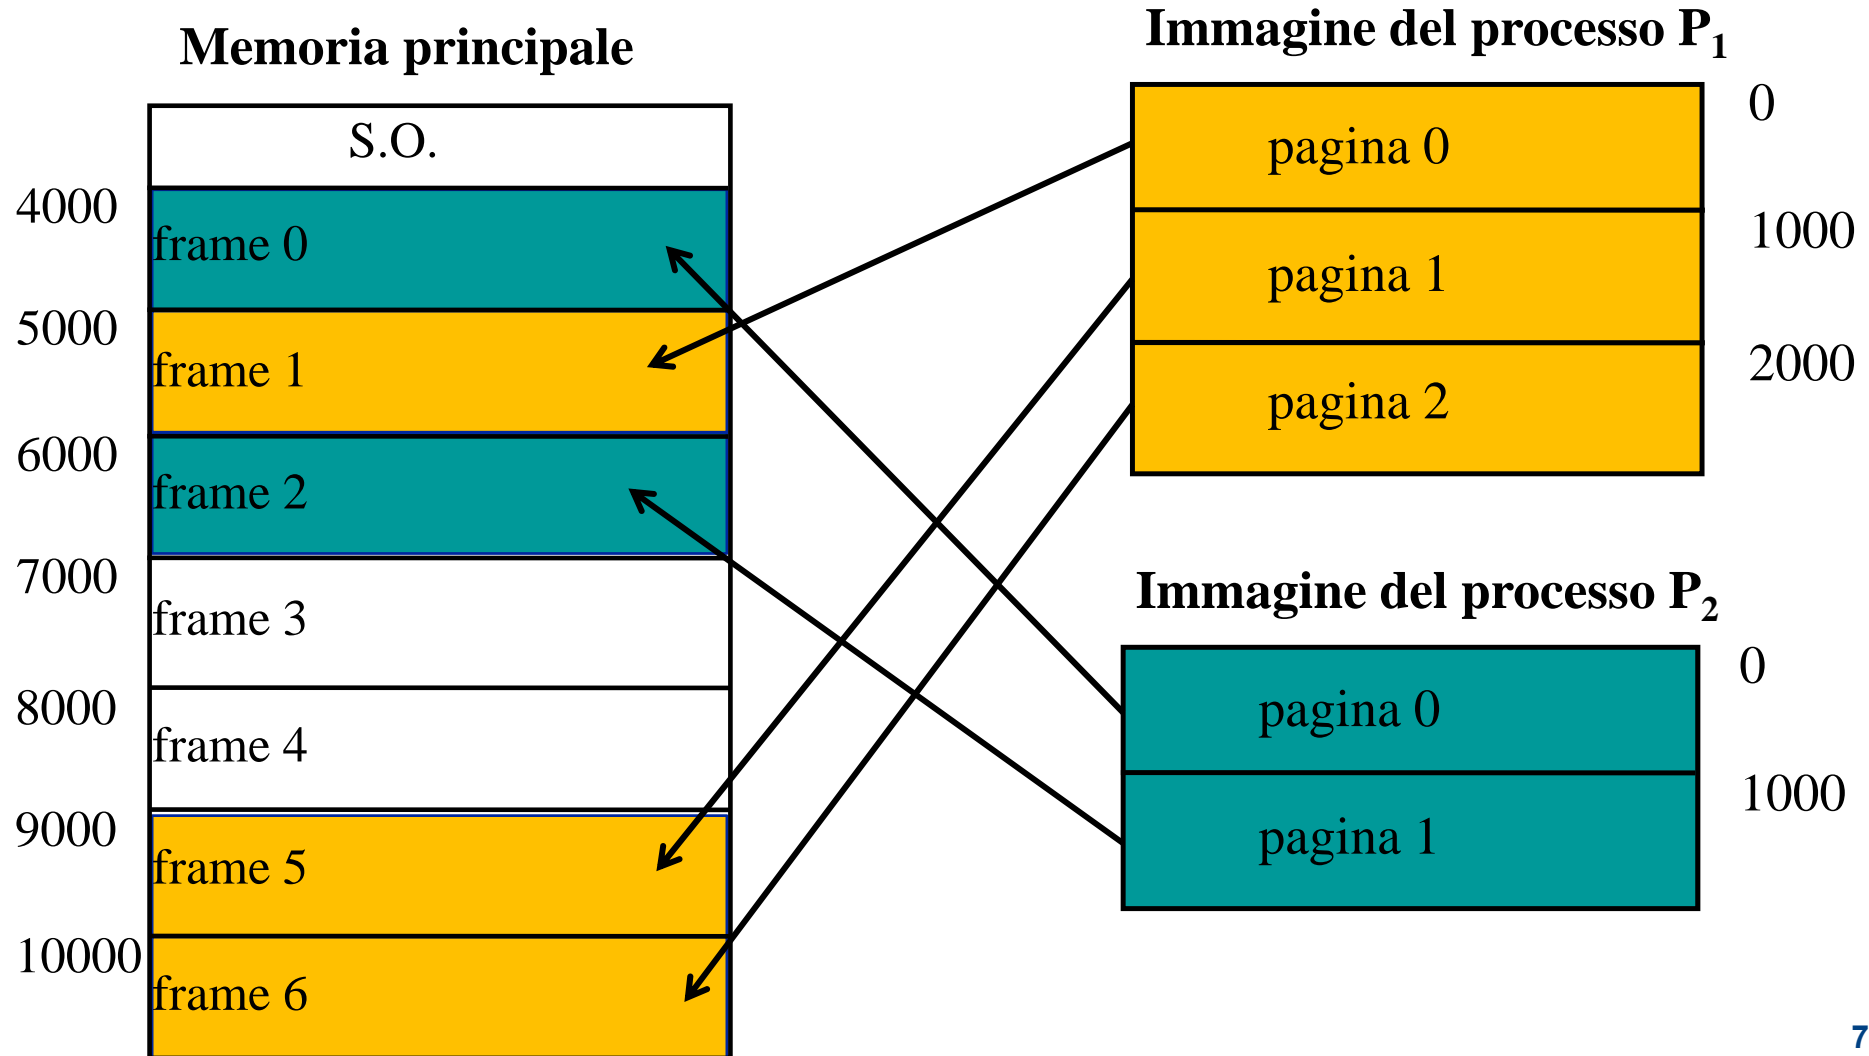 Memoria principale
S.O.
4000
frame 0
5000
frame 1
6000
frame 2
7000
frame 3
8000
frame 4
9000
frame 5
10000
frame 6
Immagine del processo P1
0
pagina 0
1000
pagina 1
2000
pagina 2
Immagine del processo P2
0
pagina 0
1000
pagina 1
7